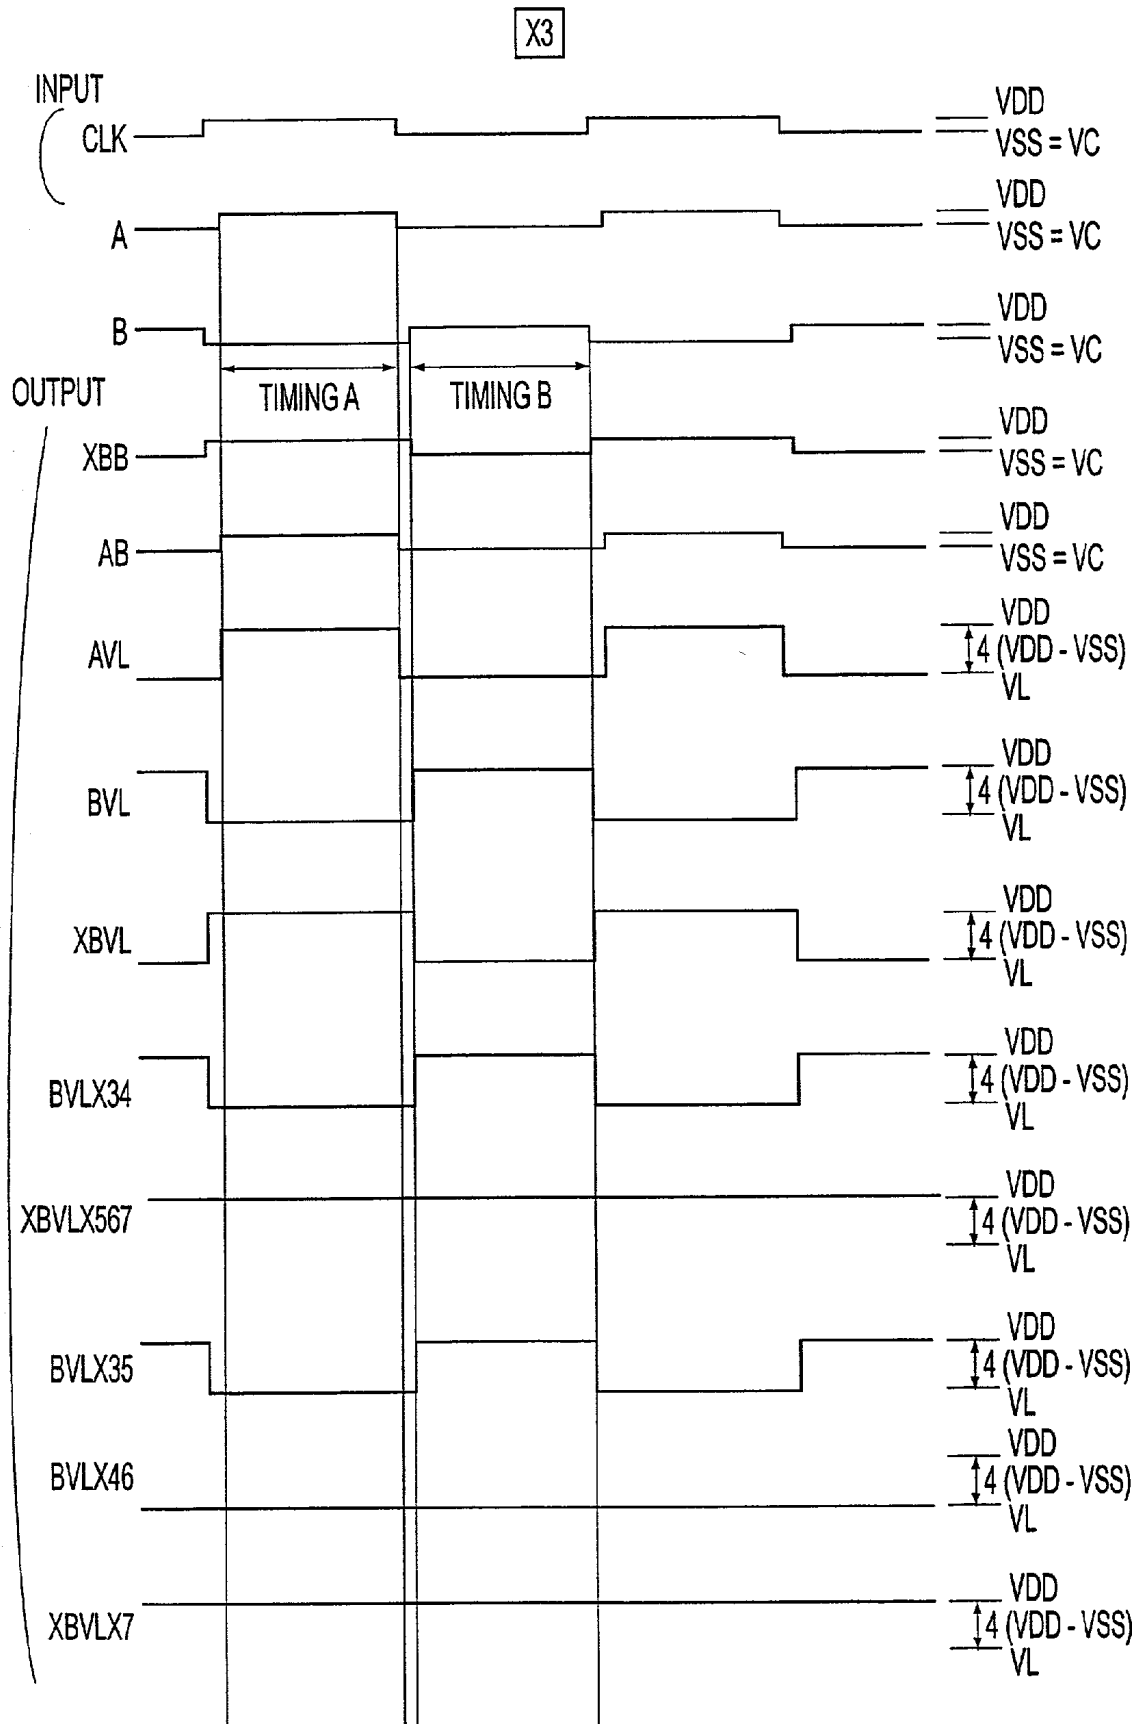 X3
INPUT
CLK
VDD
VSS = VC
A
VDD
VSS = VC
B
VDD
VSS = VC
TIMING A
TIMING B
OUTPUT
XBB
VDD
VSS = VC
AB
VDD
VSS = VC
AVL
VDD
4 (VDD - VSS)
VL
BVL
VDD
4 (VDD - VSS)
VL
XBVL
VDD
4 (VDD - VSS)
VL
BVLX34
VDD
4 (VDD - VSS)
VL
XBVLX567
VDD
4 (VDD - VSS)
VL
BVLX35
VDD
4 (VDD - VSS)
VL
BVLX46
VDD
4 (VDD - VSS)
VL
XBVLX7
VDD
4 (VDD - VSS)
VL